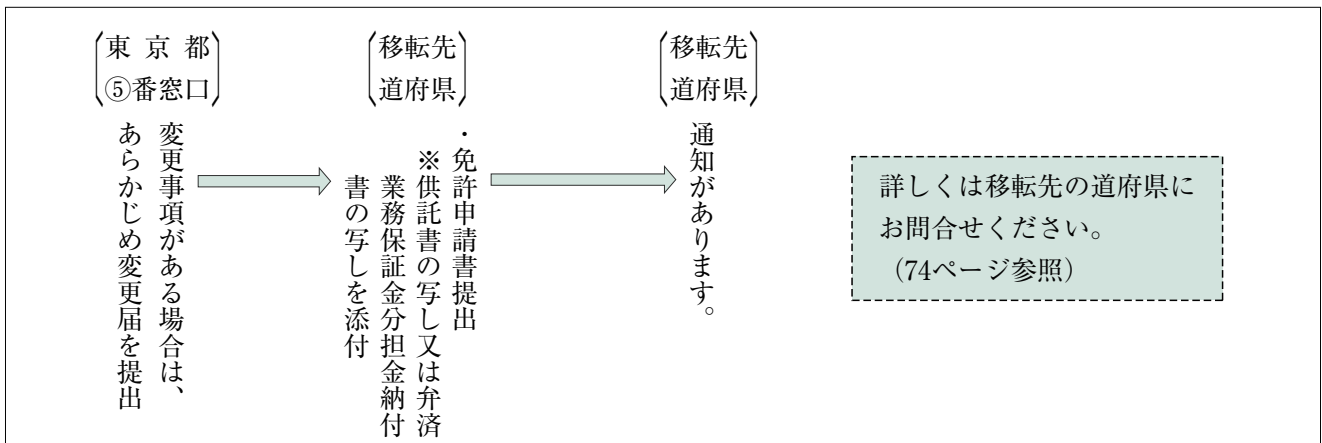 東京都
⑤番窓口
変更事項がある場合は、
あらかじめ変更届を提出
移転先
道府県
・免許申請書提出
※供託書の写し又は弁済
業務保証金分担金納付
書の写しを添付
移転先
道府県
通知があります。
詳しくは移転先の道府県に
お問合せください。
（74ページ参照）